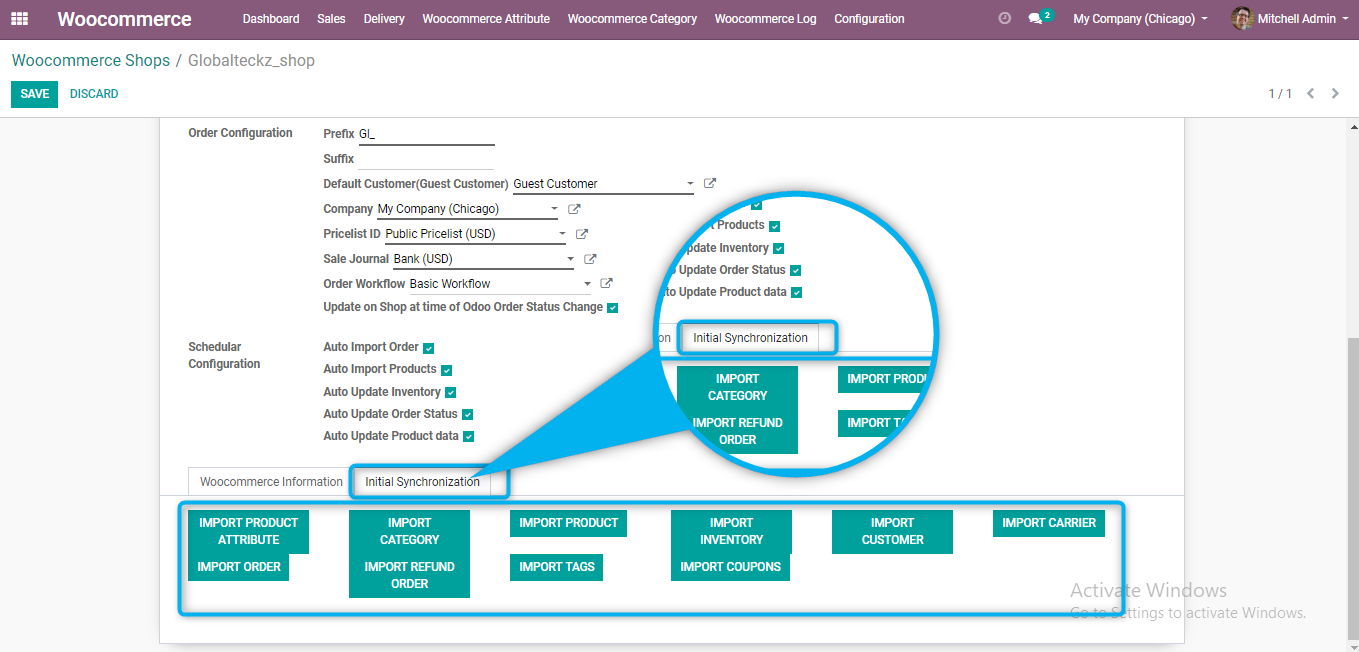 Woocommerce Dashboard Sales Delivery Woocommerce Attribute Woocommerce Category Woocommerce Log Configuration 2 My Company (Chicago) Mitchell Admin
Woocommerce Shops / Globalteckz_shop
SAVE DISCARD 1 / 1
Order Configuration Prefix Gl_
Suffix
Default Customer(Guest Customer) Guest Customer
Company My Company (Chicago)
Pricelist ID Public Pricelist (USD)
Sale Journal Bank (USD)
Order Workflow Basic Workflow
Update on Shop at time of Odoo Order Status Change
Schedular
Configuration
Auto Import Order
Auto Import Products
Auto Update Inventory
Auto Update Order Status
Auto Update Product data
t Products
pdate Inventory
Update Order Status
to Update Product data
on Initial Synchronization
IMPORT
CATEGORY
IMPORT PRODU
IMPORT REFUND
ORDER
IMPORT T
Woocommerce Information Initial Synchronization
IMPORT PRODUCT
ATTRIBUTE
IMPORT
CATEGORY
IMPORT PRODUCT
IMPORT
INVENTORY
IMPORT
CUSTOMER
IMPORT CARRIER
IMPORT ORDER
IMPORT REFUND
ORDER
IMPORT TAGS
IMPORT COUPONS
Activate Windows
Go to Settings to activate Windows.